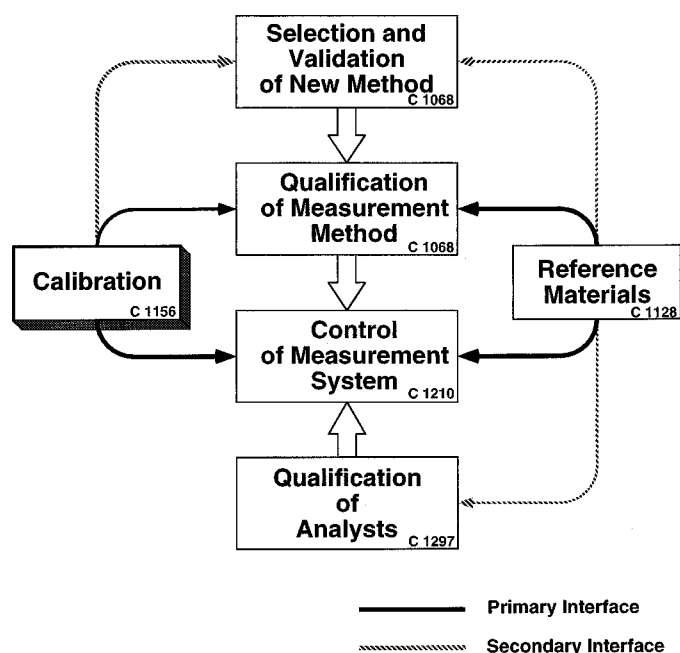 Selection and
Validation
of New Method
C 1068
Qualification
of Measurement
Method
C 1068
Calibration
C 1156
Reference
Materials
C 1128
Control
of Measurement
System
C 1210
Qualification
of
Analysts
C 1297
Primary Interface
Secondary Interface